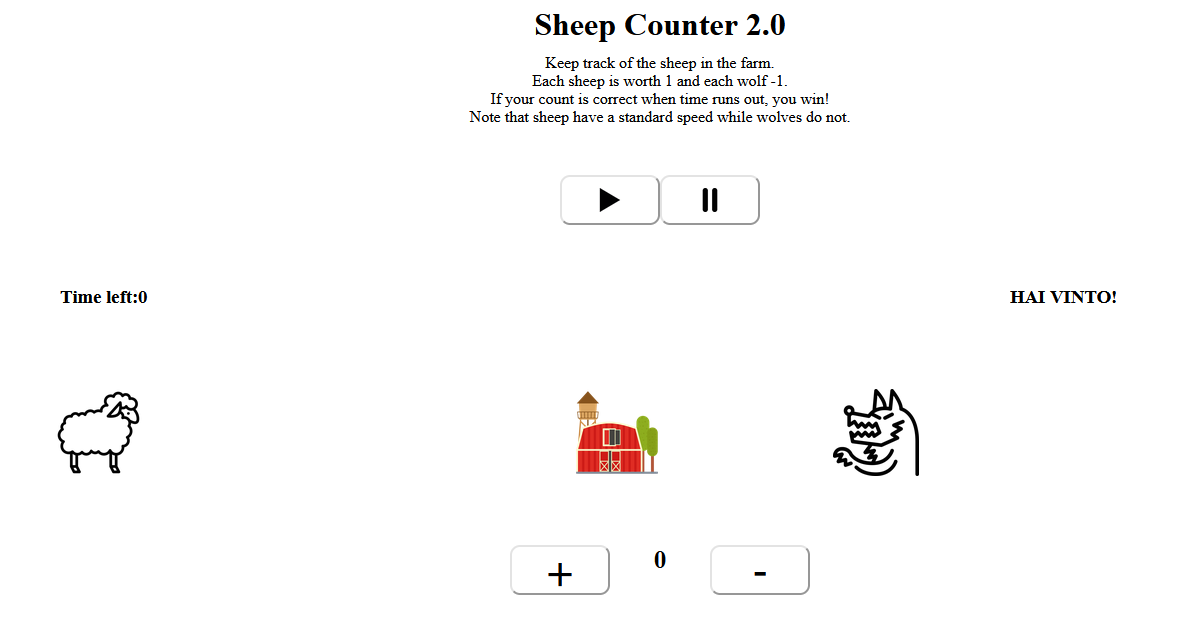 Sheep Counter 2.0
Keep track of the sheep in the farm.
Each sheep is worth 1 and each wolf -1.
If your count is correct when time runs out, you win!
Note that sheep have a standard speed while wolves do not.
Time left:0
HAI VINTO!
+
0
-